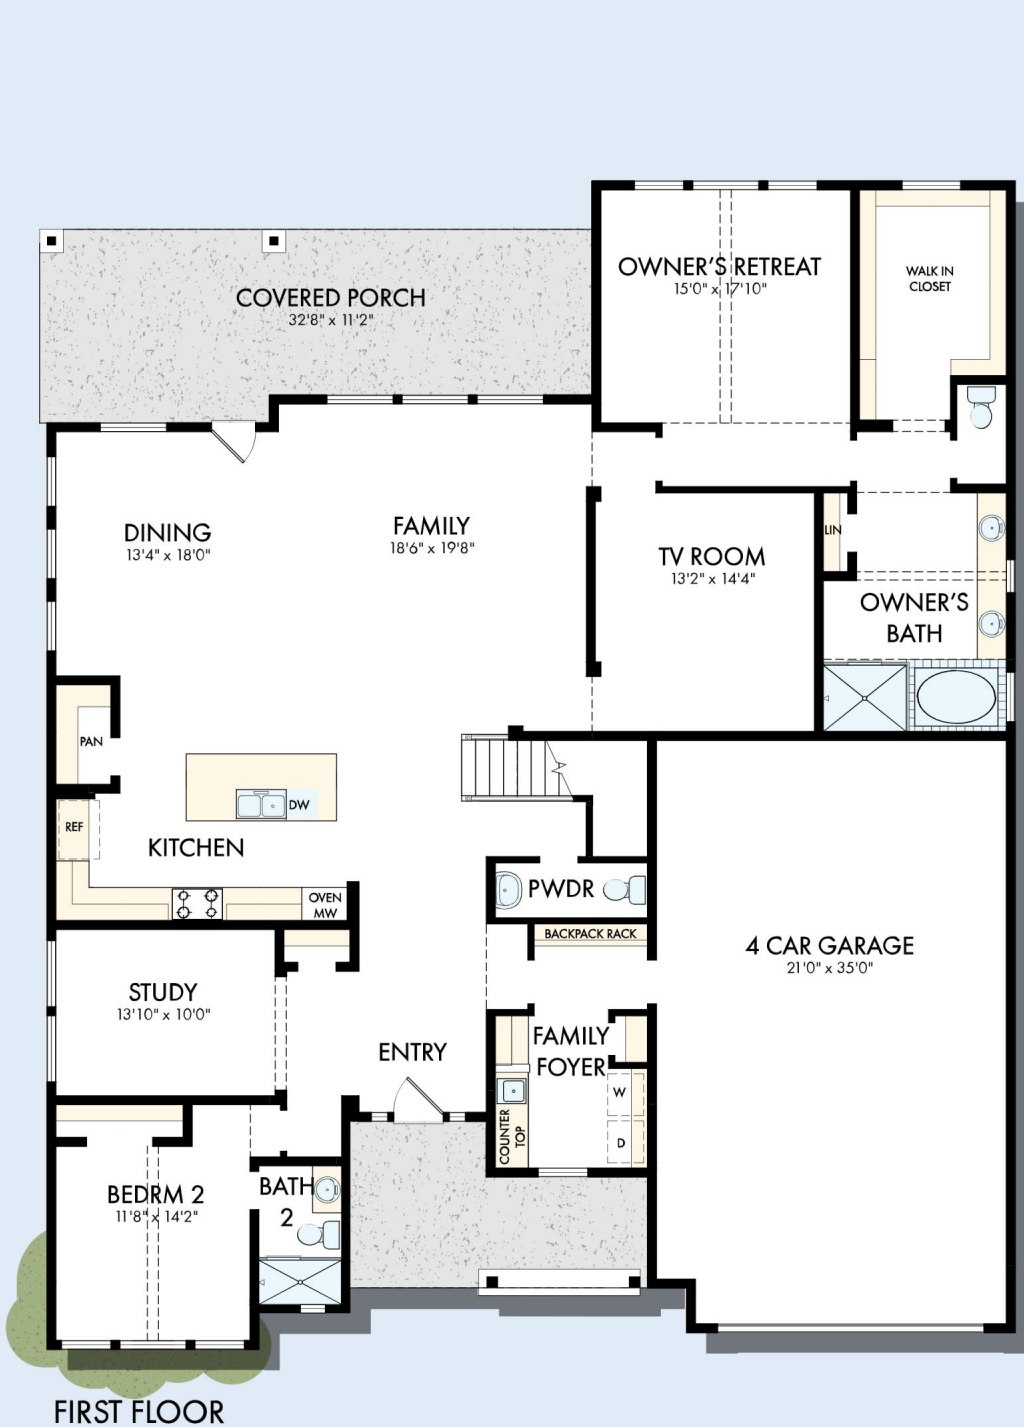 OWNER'S RETREAT
15'0" x 17'10"
WALK IN
CLOSET
COVERED PORCH
32'8" x 11'2"
DINING
13'4" x 18'0"
FAMILY
18'6" x 19'8"
TV ROOM
13'2" x 14'4"
LIN
OWNER'S
BATH
PAN
REF
DW
KITCHEN
OVEN
MW
PWDR
BACKPACK RACK
4 CAR GARAGE
21'0" x 35'0"
STUDY
13'10" x 10'0"
ENTRY
FAMILY
FOYER
W
D
COUNTER
TOP
BEDRM 2
11'8" x 14'2"
BATH
2
FIRST FLOOR